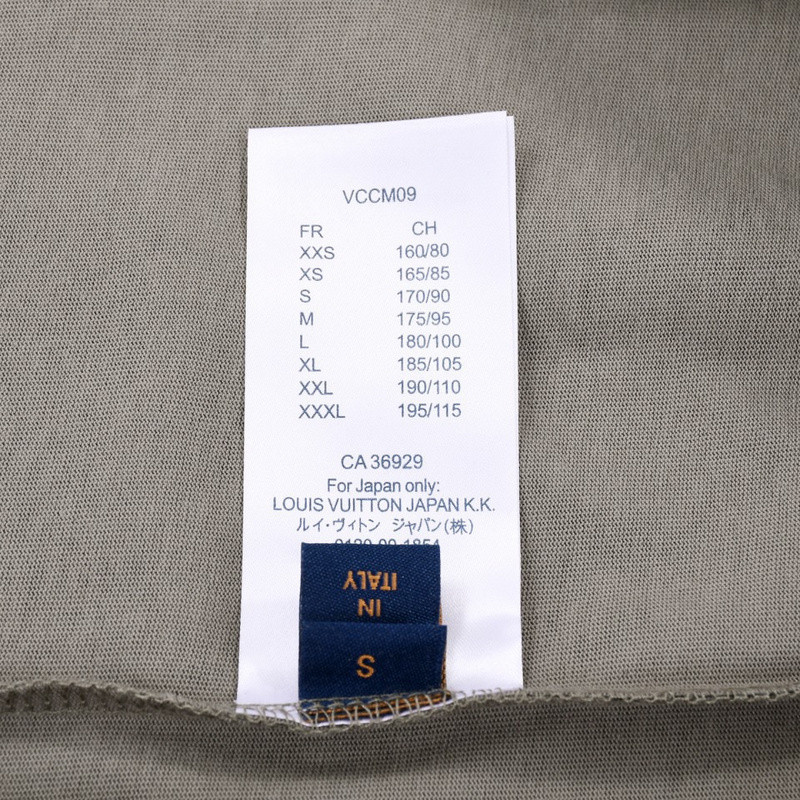 VCCM09
FR CH
XXS 160/80
XS 165/85
S 170/90
M 175/95
L 180/100
XL 185/105
XXL 190/110
XXXL 195/115
CA 36929
For Japan only:
LOUIS VUITTON JAPAN K.K.
ルイ・ヴィトン ジャパン(株)
IN
ITALY
S